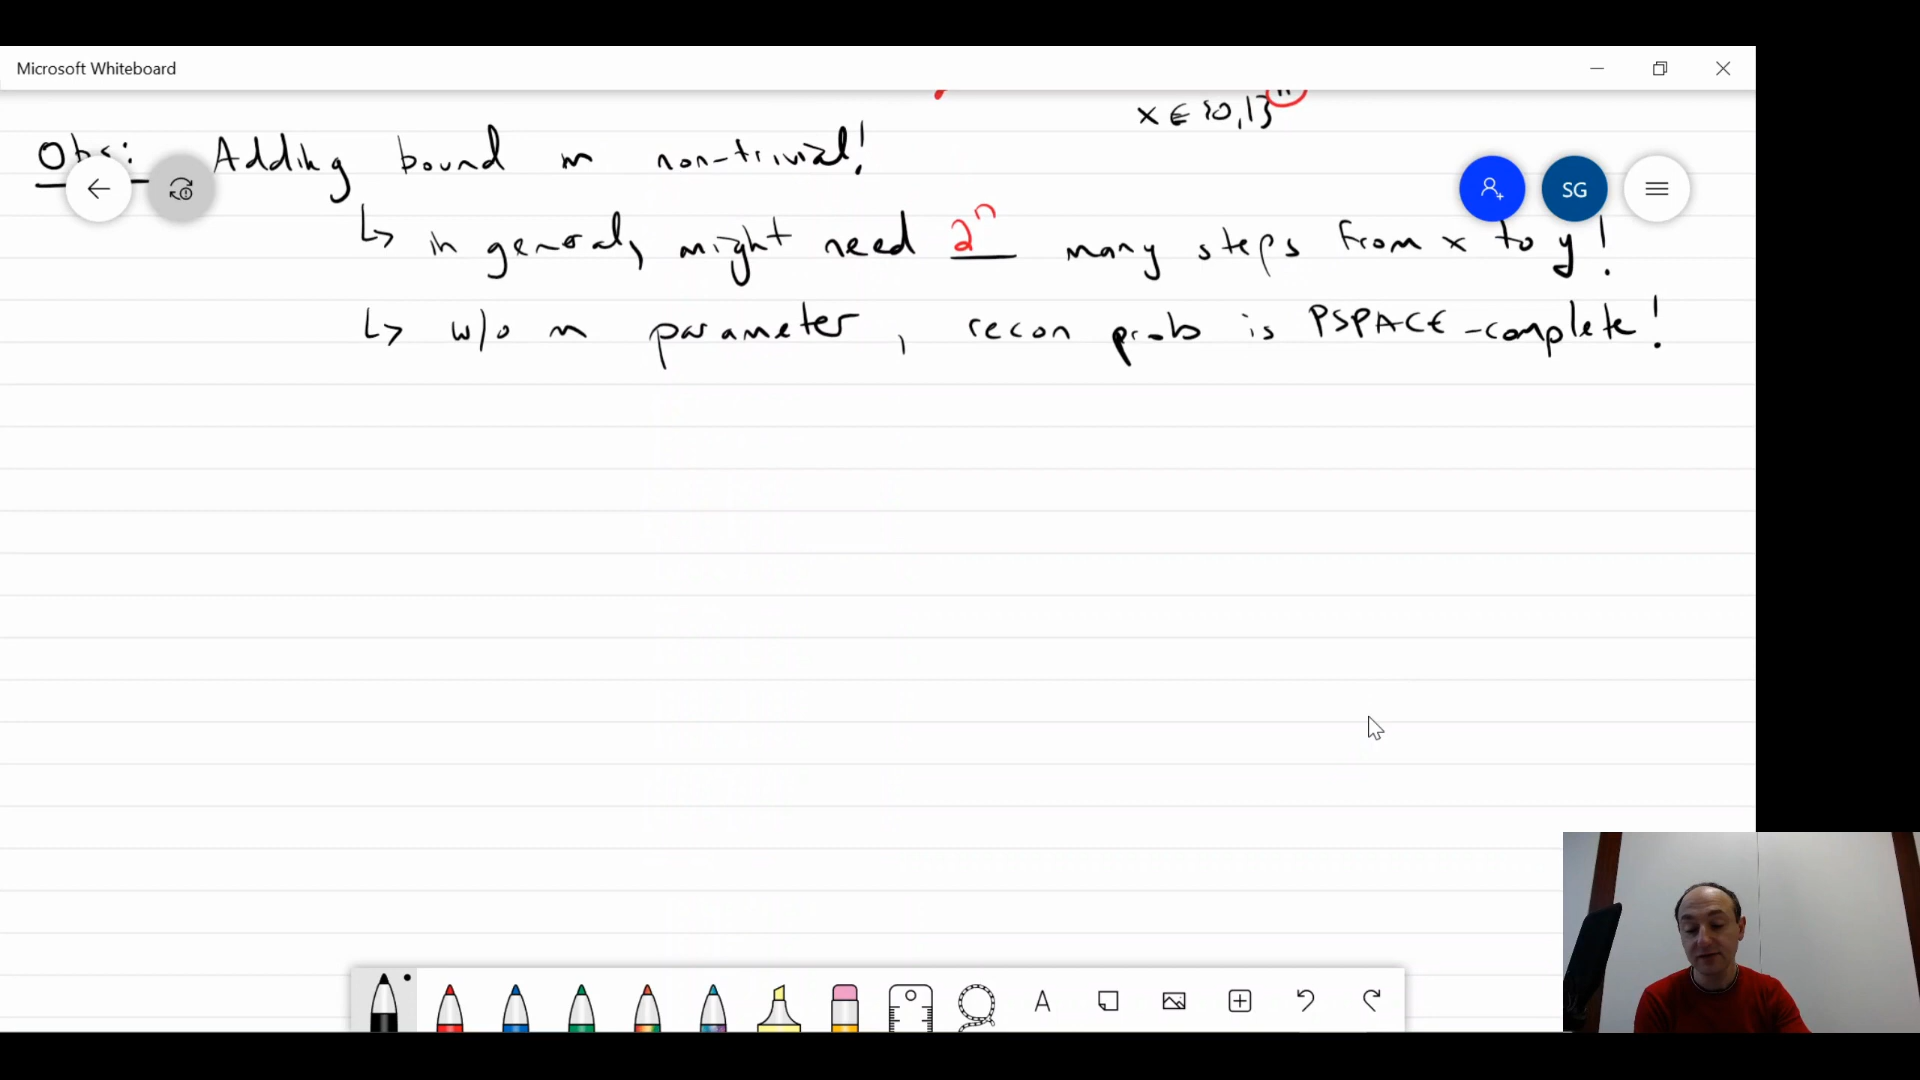 Microsoft Whiteboard
x ∈ {0,1}ⁿ
Obs: Adding bound m non-trivial!
↳ in general, might need 2ⁿ many steps from x to y!
SG
↳ w/o m parameter, recon prob is PSPACE-complete!
A